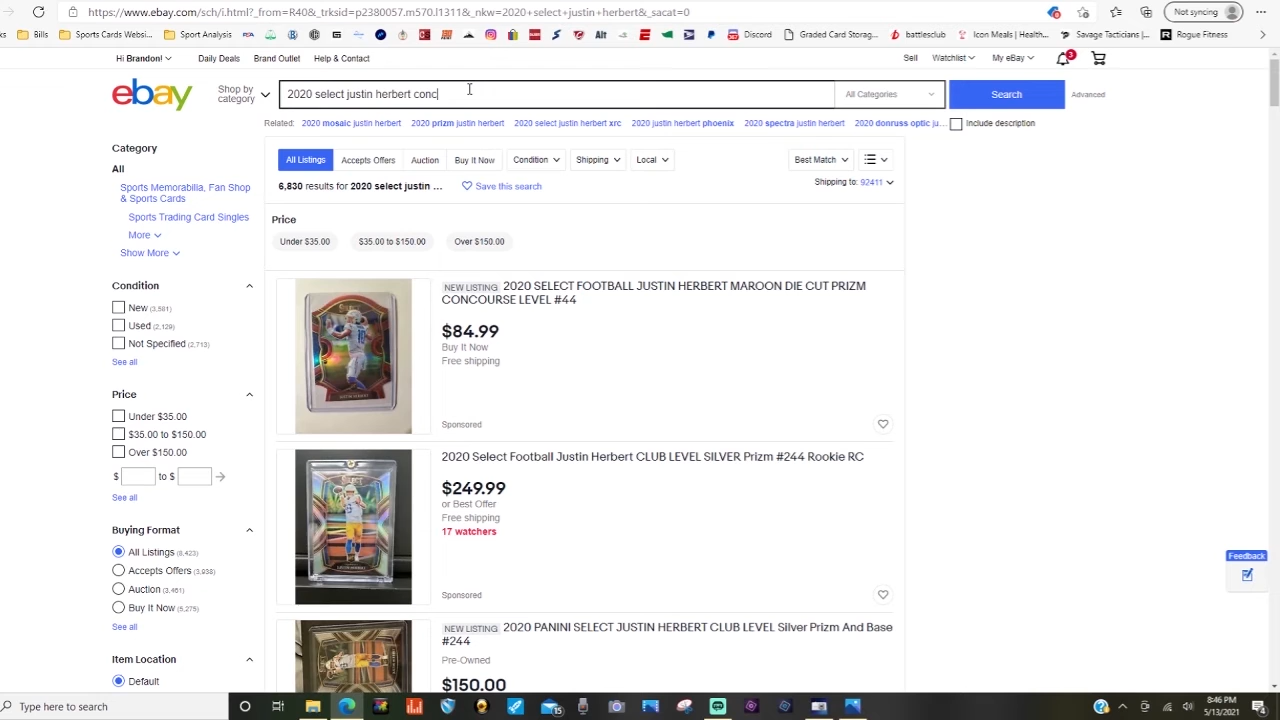 https://www.ebay.com/sch/i.html?_from=R40&_trksid=p2380057.m570.l1311&_nkw=2020+select+justin+herbert&_sacat=0
Not syncing
Bills
Sports Cards Websi...
Sport Analysis
Alt
Discord
Graded Card Storag...
battlesclub
Icon Meals | Health...
Savage Tacticians |...
Rogue Fitness
Hi Brandon!
Daily Deals
Brand Outlet
Help & Contact
Sell
Watchlist
My eBay
3
ebay
Shop by category
2020 select justin herbert conc
All Categories
Search
Advanced
Related: 2020 mosaic justin herbert 2020 prizm justin herbert 2020 select justin herbert xrc 2020 justin herbert phoenix 2020 spectra justin herbert 2020 donruss optic ju...
Include description
Category
All
Sports Memorabilia, Fan Shop
& Sports Cards
Sports Trading Card Singles
More
Show More
Condition
New (3,581)
Used (2,129)
Not Specified (2,713)
See all
Price
Under $35.00
$35.00 to $150.00
Over $150.00
$ to $
See all
Buying Format
All Listings (8,423)
Accepts Offers (3,938)
Auction (3,461)
Buy It Now (5,275)
See all
Item Location
Default
All Listings
Accepts Offers
Auction
Buy It Now
Condition
Shipping
Local
Best Match
6,830 results for 2020 select justin ...
Save this search
Shipping to: 92411
Price
Under $35.00
$35.00 to $150.00
Over $150.00
NEW LISTING 2020 SELECT FOOTBALL JUSTIN HERBERT MAROON DIE CUT PRIZM
CONCOURSE LEVEL #44
$84.99
Buy It Now
Free shipping
Sponsored
2020 Select Football Justin Herbert CLUB LEVEL SILVER Prizm #244 Rookie RC
$249.99
or Best Offer
Free shipping
17 watchers
Sponsored
NEW LISTING 2020 PANINI SELECT JUSTIN HERBERT CLUB LEVEL Silver Prizm And Base
#244
Pre-Owned
$150.00
Feedback
Type here to search
15
8:46 PM
5/13/2021
4